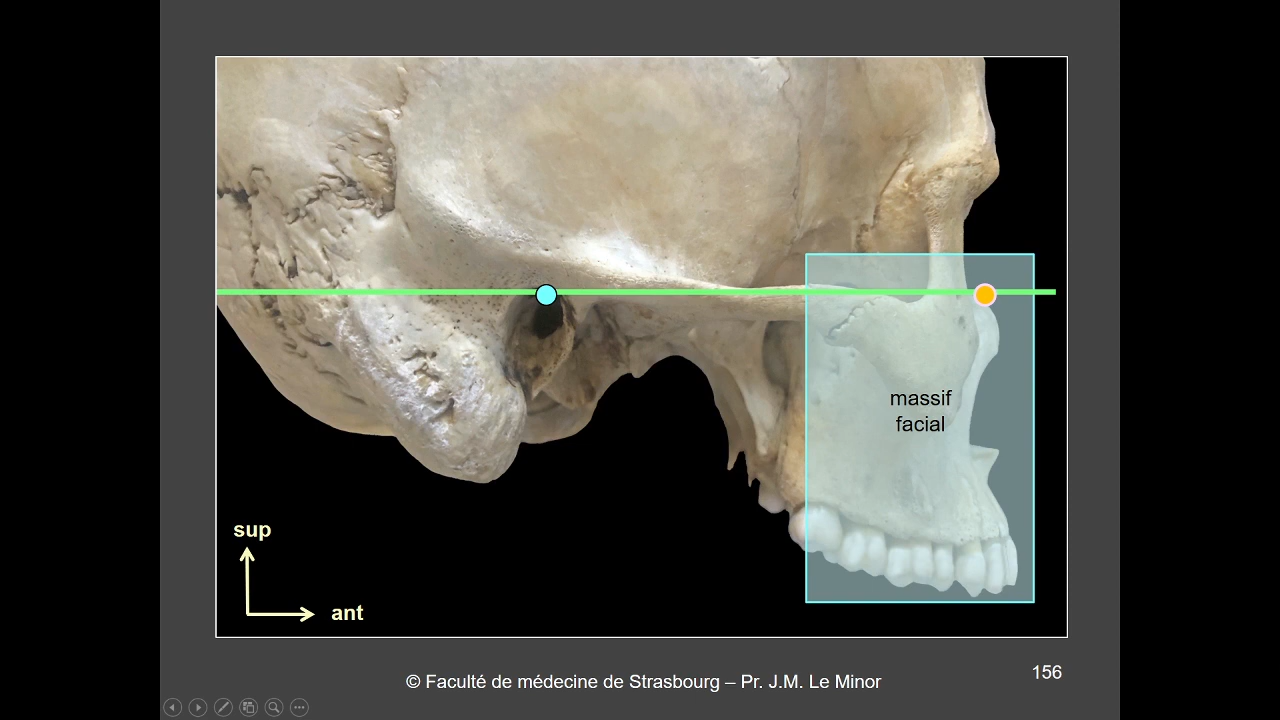 massif
facial
sup
ant
156
© Faculté de médecine de Strasbourg – Pr. J.M. Le Minor